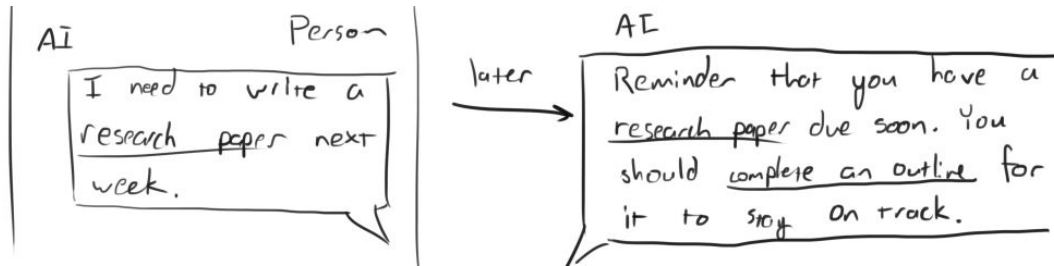 AI
Person
I need to write a
research paper next
week.
later
AI
Reminder that you have a
research paper due soon. You
should complete an outline for
it to stay on track.